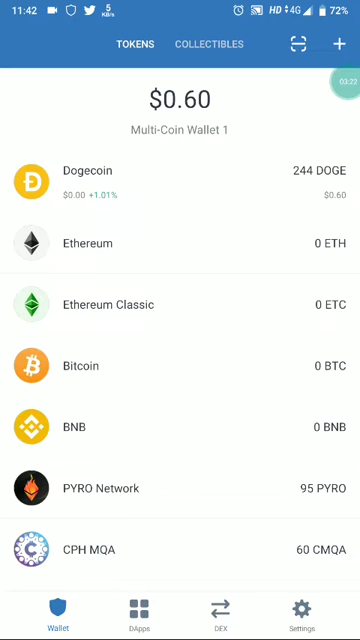 11:42 5 KB/s HD 4G 72%
TOKENS COLLECTIBLES
03:22
$0.60
Multi-Coin Wallet 1
Dogecoin 244 DOGE
$0.00 +1.01% $0.60
Ethereum 0 ETH
Ethereum Classic 0 ETC
Bitcoin 0 BTC
BNB 0 BNB
PYRO Network 95 PYRO
CPH MQA 60 CMQA
Wallet DApps DEX Settings